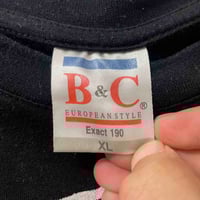 B&C®
EUROPEAN STYLE
Exact 190
XL